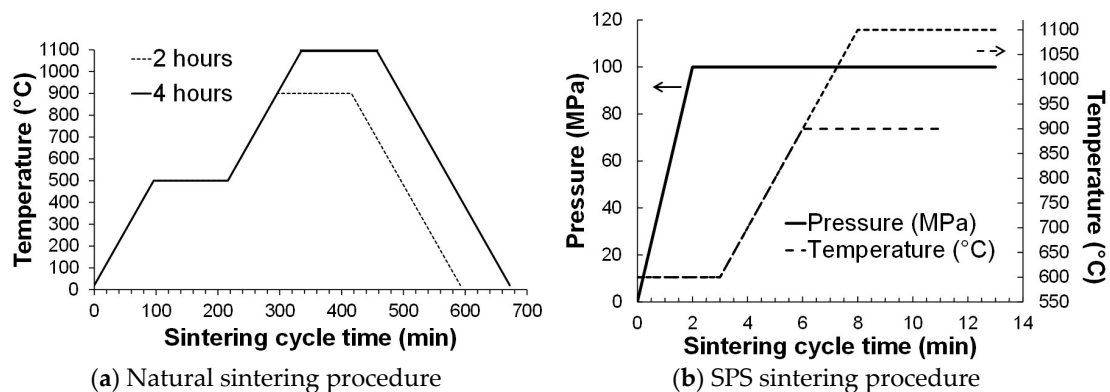 2 hours
4 hours
1100
1000
900
800
700
600
500
400
300
200
100
0
Temperature (°C)
0 100 200 300 400 500 600 700
Sintering cycle time (min)
(a) Natural sintering procedure
120
100
80
60
40
20
0
Pressure (MPa)
Pressure (MPa)
Temperature (°C)
1100
1050
1000
950
900
850
800
750
700
650
600
550
Temperature (°C)
0 2 4 6 8 10 12 14
Sintering cycle time (min)
(b) SPS sintering procedure